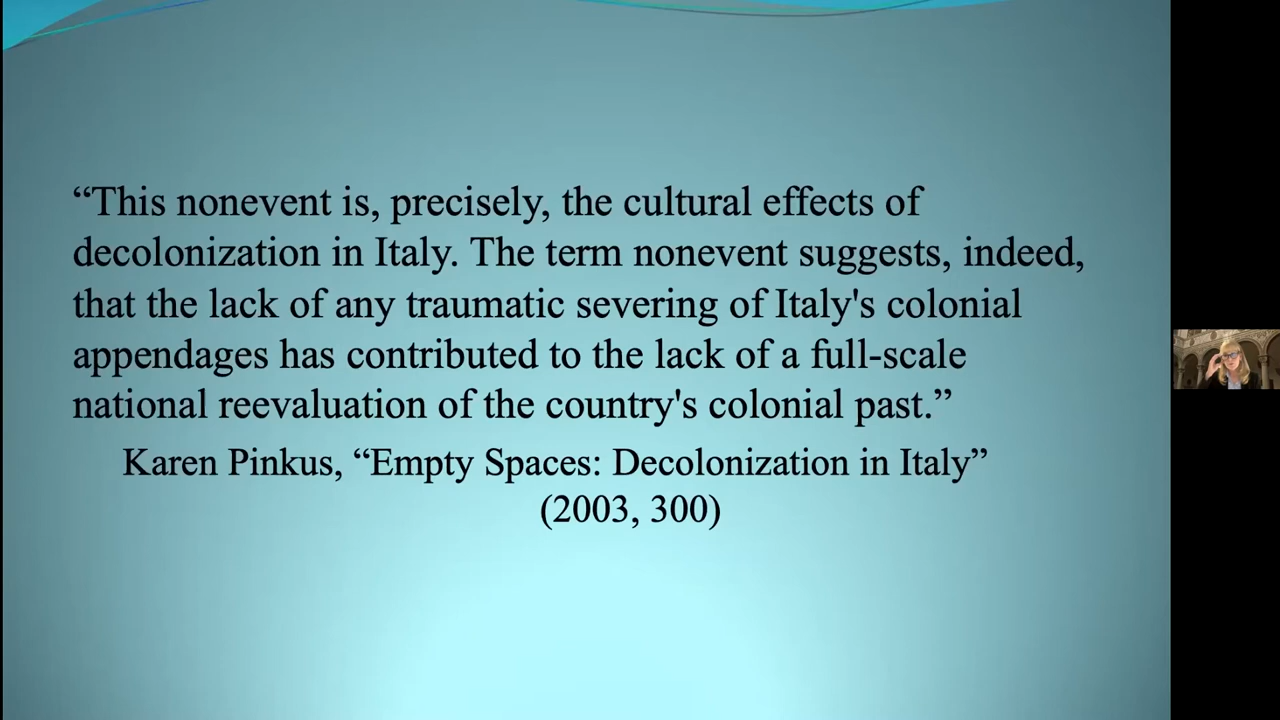 “This nonevent is, precisely, the cultural effects of
decolonization in Italy. The term nonevent suggests, indeed,
that the lack of any traumatic severing of Italy's colonial
appendages has contributed to the lack of a full-scale
national reevaluation of the country's colonial past.”
Karen Pinkus, “Empty Spaces: Decolonization in Italy”
(2003, 300)